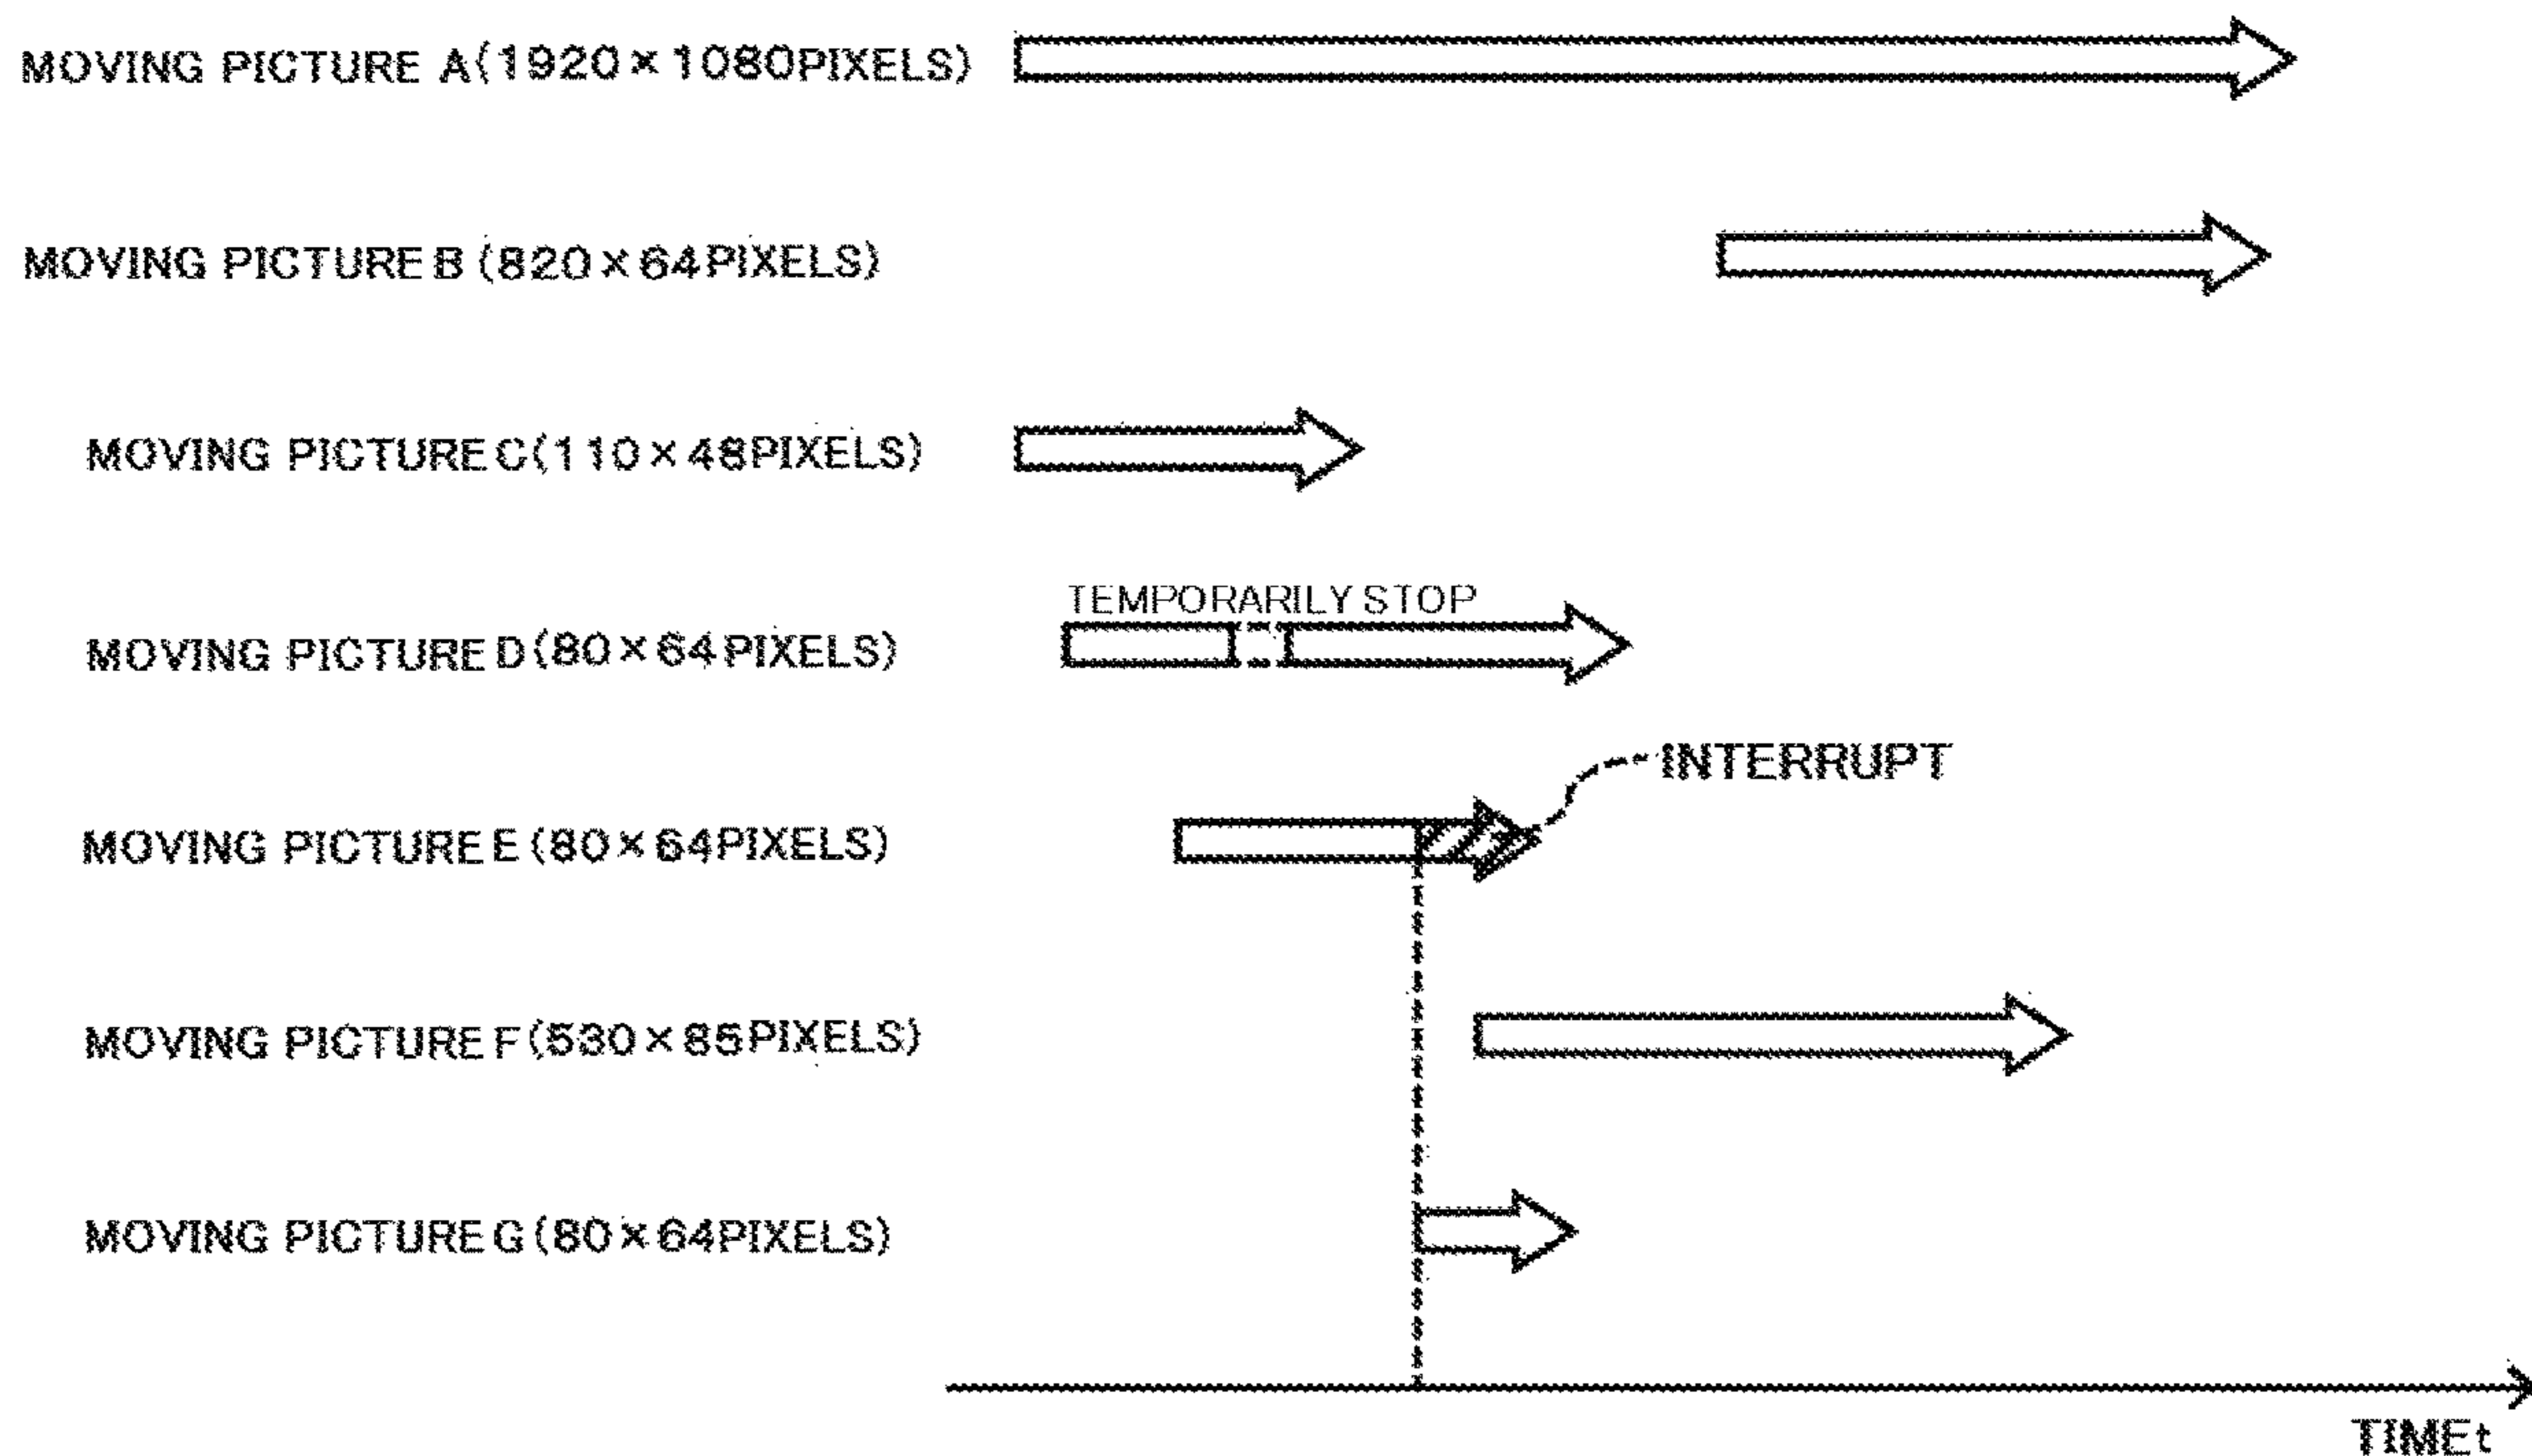 MOVING PICTURE A(1920×1080PIXELS)
MOVING PICTURE B (820×64PIXELS)
MOVING PICTURE C(110×48PIXELS)
TEMPORARILY STOP
MOVING PICTURE D(80×64PIXELS)
INTERRUPT
MOVING PICTURE E (80×64PIXELS)
MOVING PICTURE F(530×85PIXELS)
MOVING PICTURE G(80×64PIXELS)
TIME t